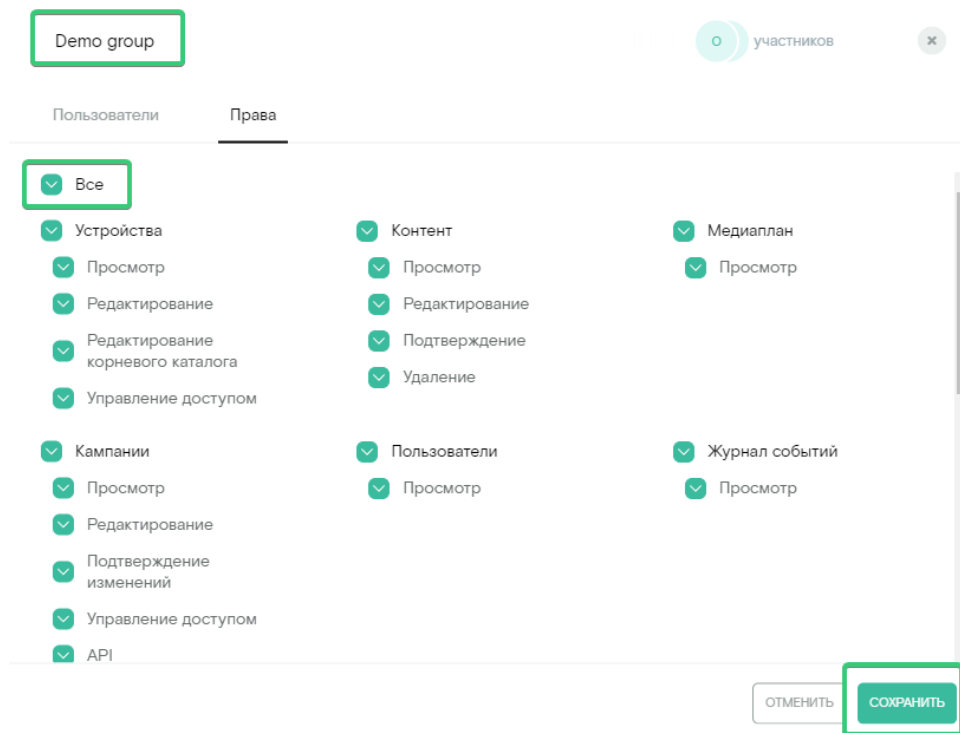 Demo group
0 участников
Пользователи Права
Все
Устройства
Просмотр
Редактирование
Редактирование
корневого каталога
Управление доступом
Контент
Просмотр
Редактирование
Подтверждение
Удаление
Медиаплан
Просмотр
Кампании
Просмотр
Редактирование
Подтверждение
изменений
Управление доступом
API
Пользователи
Просмотр
Журнал событий
Просмотр
ОТМЕНИТЬ СОХРАНИТЬ